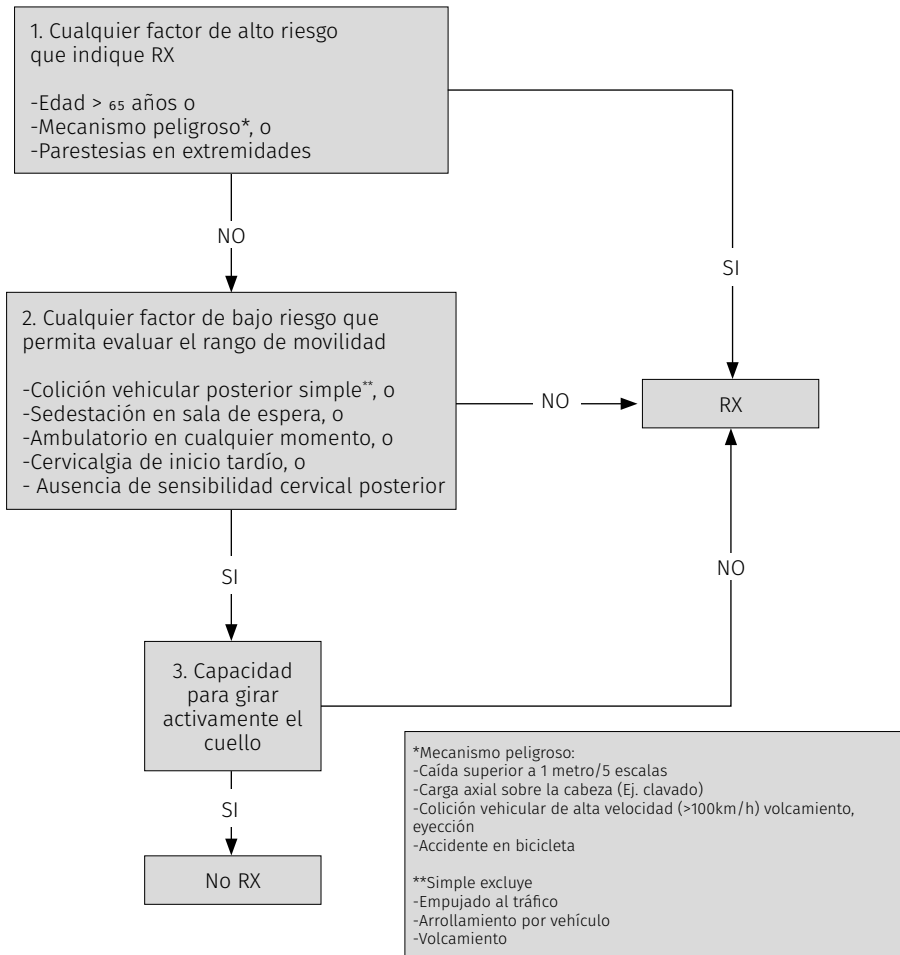 1. Cualquier factor de alto riesgo
que indique RX
-Edad > 65 años o
-Mecanismo peligroso*, o
-Parestesias en extremidades
NO
SI
2. Cualquier factor de bajo riesgo que
permita evaluar el rango de movilidad
-Colición vehicular posterior simple**, o
-Sedestación en sala de espera, o
-Ambulatorio en cualquier momento, o
-Cervicalgia de inicio tardío, o
- Ausencia de sensibilidad cervical posterior
NO
RX
SI
NO
3. Capacidad
para girar
activamente el
cuello
SI
No RX
*Mecanismo peligroso:
-Caída superior a 1 metro/5 escalas
-Carga axial sobre la cabeza (Ej. clavado)
-Colición vehicular de alta velocidad (>100km/h) volcamiento,
eyección
-Accidente en bicicleta
**Simple excluye
-Empujado al tráfico
-Arrollamiento por vehículo
-Volcamiento